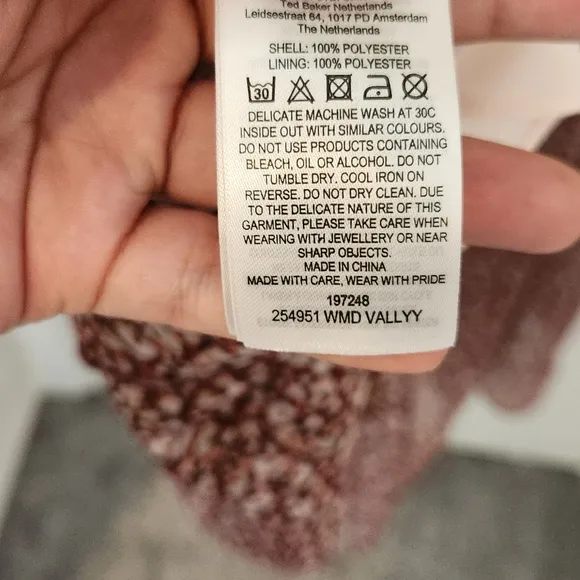 Ted Baker Netherlands
Leidsestraat 64, 1017 PD Amsterdam
The Netherlands
SHELL: 100% POLYESTER
LINING: 100% POLYESTER
30
DELICATE MACHINE WASH AT 30C
INSIDE OUT WITH SIMILAR COLOURS.
DO NOT USE PRODUCTS CONTAINING
BLEACH, OIL OR ALCOHOL. DO NOT
TUMBLE DRY. COOL IRON ON
REVERSE. DO NOT DRY CLEAN. DUE
TO THE DELICATE NATURE OF THIS
GARMENT, PLEASE TAKE CARE WHEN
WEARING WITH JEWELLERY OR NEAR
SHARP OBJECTS.
MADE IN CHINA
MADE WITH CARE, WEAR WITH PRIDE
197248
254951 WMD VALLYY